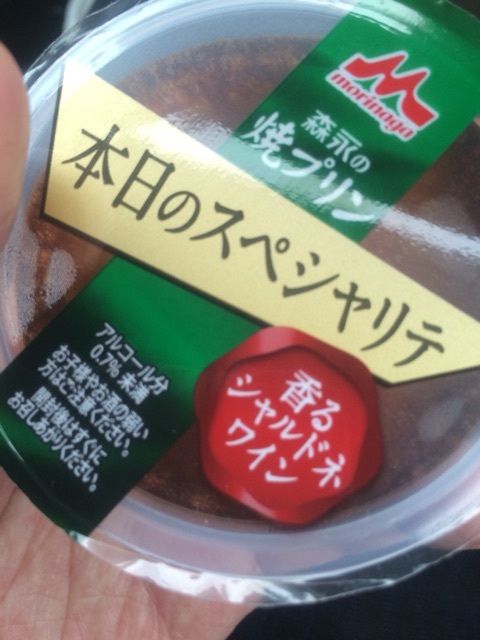 morinaga
森永の
焼プリン
本日のスペシャリテ
香る
シャルドネ
ワイン
アルコール分
0.7% 未満
お子様やお酒の弱い
方はご注意ください。
開封後はすぐに
お召しあがりください。